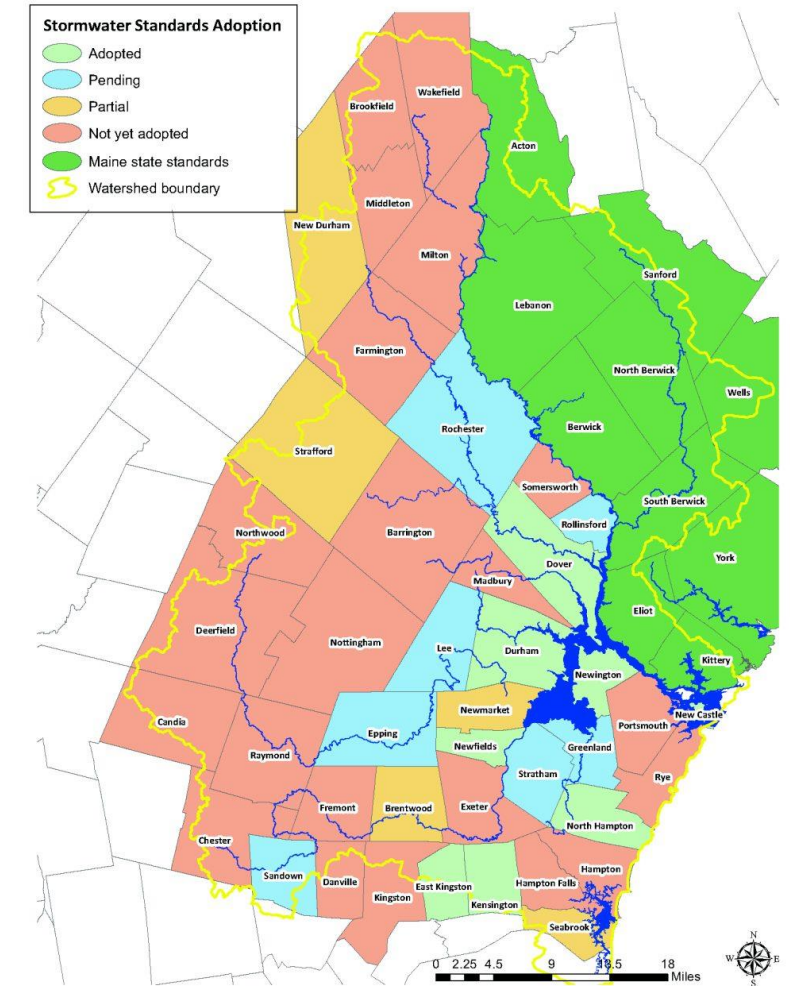 Stormwater Standards Adoption
Adopted
Pending
Partial
Not yet adopted
Maine state standards
Watershed boundary
Wakefield
Brookfield
Acton
Middleton
New Durham
Milton
Sanford
Lebanon
Farmington
North Berwick
Wells
Rochester
Berwick
Strafford
Somersworth
South Berwick
Rollinsford
Northwood
Barrington
York
Dover
Madbury
Eliot
Deerfield
Nottingham
Lee
Durham
Kittery
Newington
Newmarket
New Castle
Candia
Portsmouth
Epping
Newfields
Greenland
Raymond
Stratham
Rye
Fremont
Brentwood
Exeter
North Hampton
Chester
Hampton
Sandown
Danville
Hampton Falls
East Kingston
Kingston
Kensington
Seabrook
N
W E
S
0 2.25 4.5 9 13.5 18
Miles